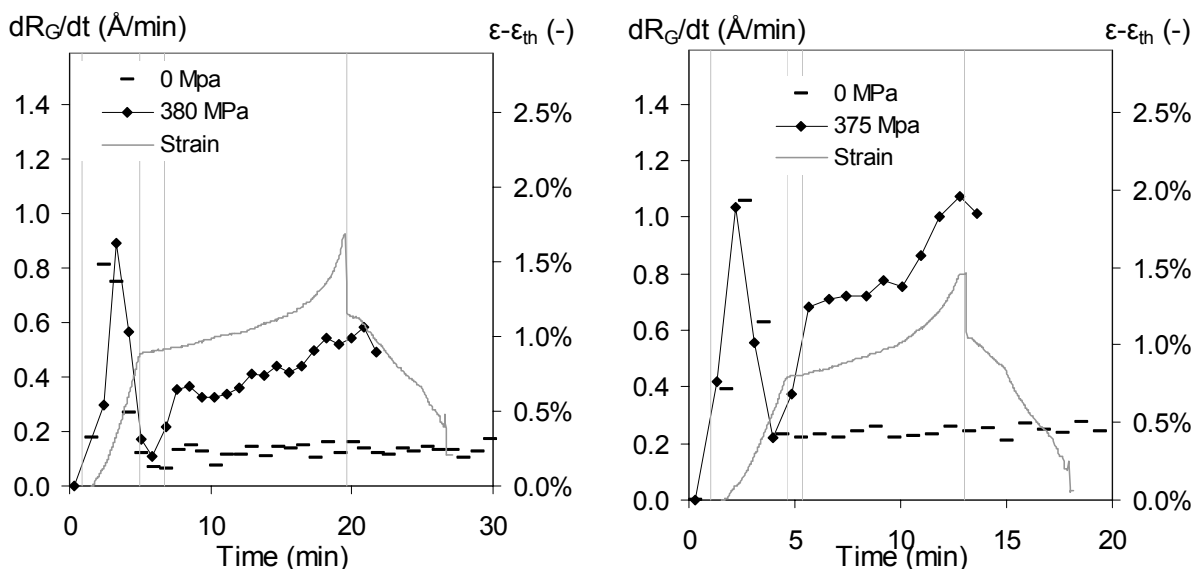 dR_G/dt (Å/min)
ε-ε_th (-)
0 Mpa
380 MPa
Strain
1.4
1.2
1.0
0.8
0.6
0.4
0.2
0.0
2.5%
2.0%
1.5%
1.0%
0.5%
0.0%
0 10 20 30
Time (min)
dR_G/dt (Å/min)
ε-ε_th (-)
0 MPa
375 Mpa
Strain
1.4
1.2
1.0
0.8
0.6
0.4
0.2
0.0
2.5%
2.0%
1.5%
1.0%
0.5%
0.0%
0 5 10 15 20
Time (min)